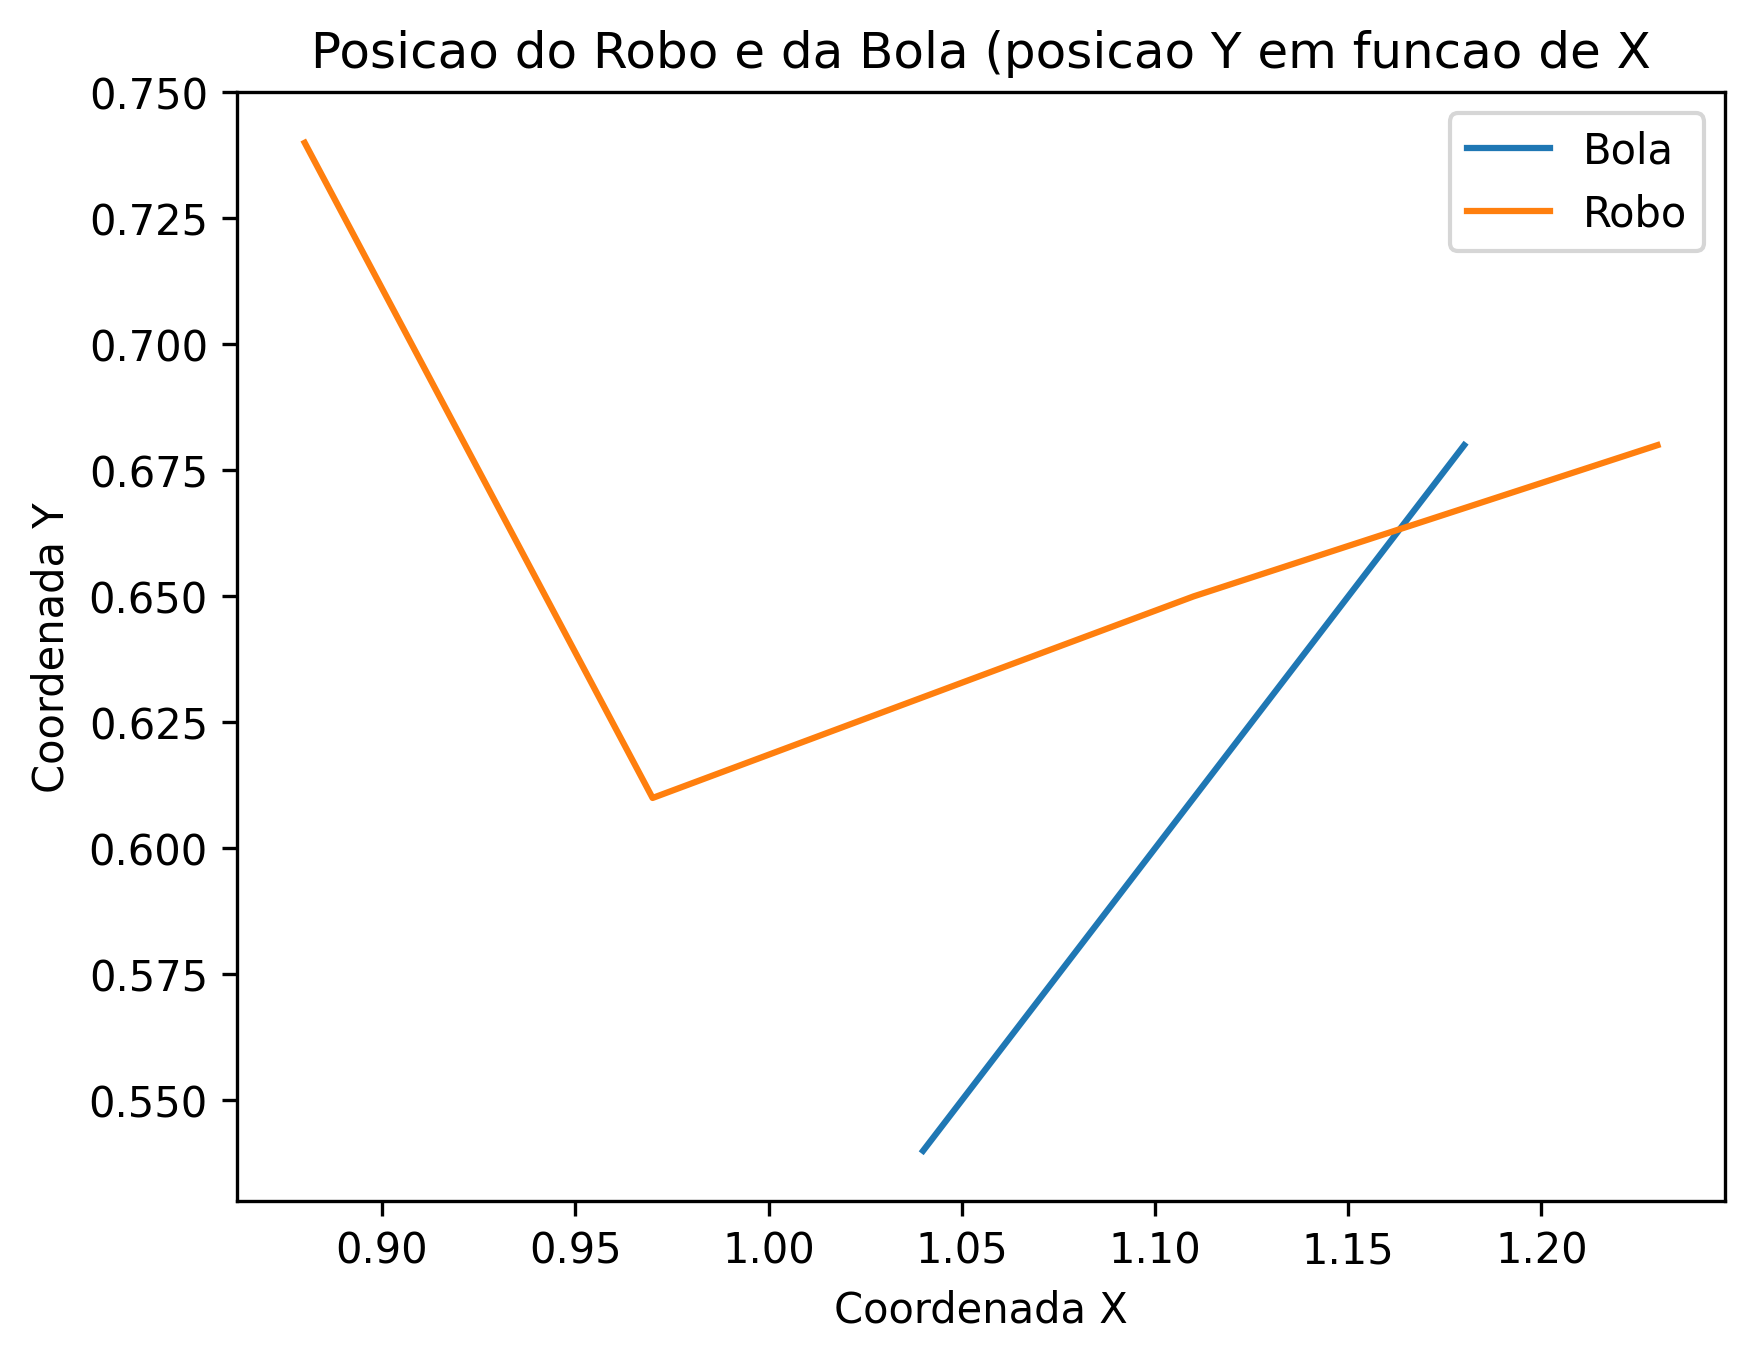 Posicao do Robo e da Bola (posicao Y em funcao de X
Bola
Robo
0.750
0.725
0.700
0.675
0.650
0.625
0.600
0.575
0.550
Coordenada Y
0.90 0.95 1.00 1.05 1.10 1.15 1.20
Coordenada X